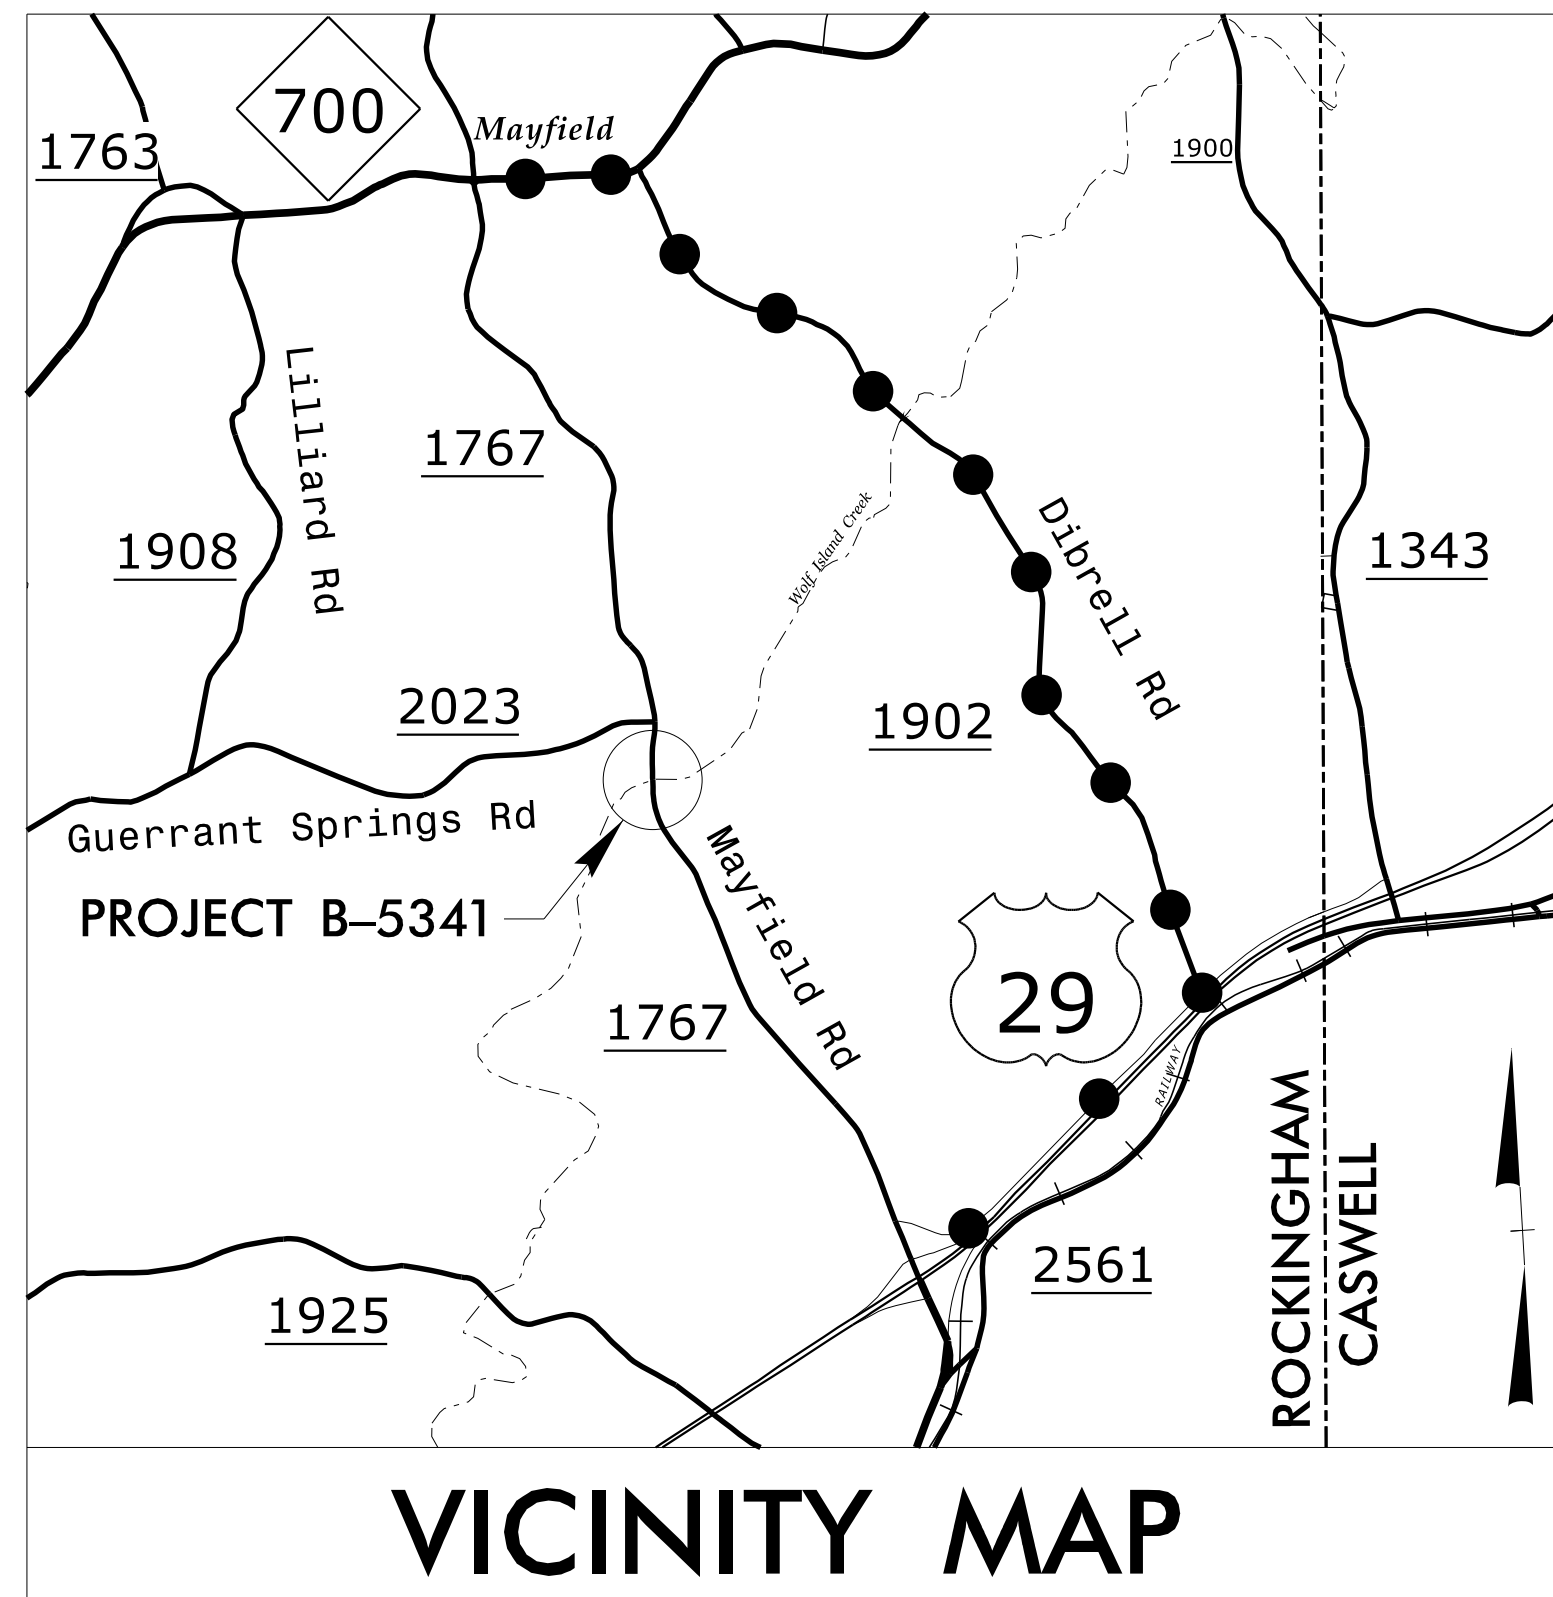 700
Mayfield
1763
1900
Lilliard Rd
1767
1908
Wolf Island Creek
Dibrell Rd
1343
2023
1902
Guerrant Springs Rd
PROJECT B–5341
Mayfield Rd
1767
29
RAILWAY
ROCKINGHAM
CASWELL
2561
1925
VICINITY MAP